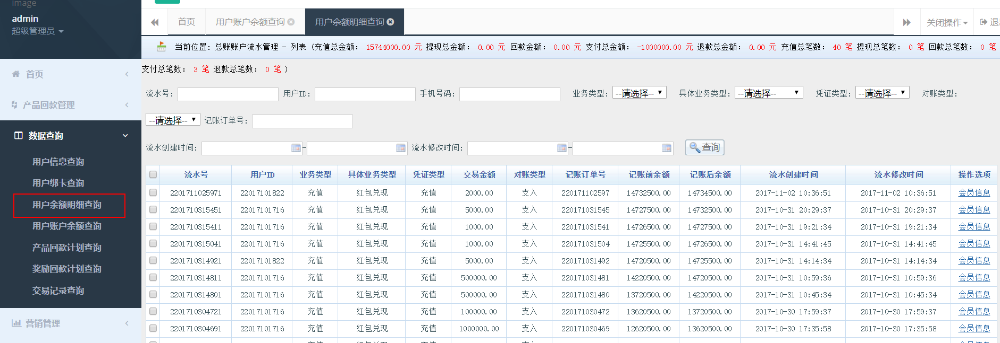 image
admin
超级管理员
首页
产品回款管理
数据查询
用户信息查询
用户绑卡查询
用户余额明细查询
用户账户余额查询
产品回款计划查询
奖励回款计划查询
交易记录查询
营销管理
首页 用户账户余额查询 用户余额明细查询 关闭操作
当前位置: 总账账户流水管理 - 列表 (充值总金额: 15744000.00 元 提现总金额: 0.00 元 回款金额: 0.00 元 支付总金额: -1000000.00 元 退款总金额: 0.00 元 充值总笔数: 40 笔 提现总笔数: 0 笔 回款总笔数: 0 笔
支付总笔数: 3 笔 退款总笔数: 0 笔 )
流水号: 用户ID: 手机号码: 业务类型: --请选择-- 具体业务类型: --请选择-- 凭证类型: --请选择-- 对账类型:
--请选择-- 记账订单号:
流水创建时间: - 流水修改时间: - 查询
流水号 用户ID 业务类型 具体业务类型 凭证类型 交易金额 对账类型 记账订单号 记账前余额 记账后余额 流水创建时间 流水修改时间 操作选项
2201711025971 22017101822 充值 红包兑现 充值 2000.00 支入 220171102597 14732500.00 14734500.00 2017-11-02 10:36:51 2017-11-02 10:36:51 会员信息
2201710315451 22017101716 充值 红包兑现 充值 5000.00 支入 220171031545 14727500.00 14732500.00 2017-10-31 20:29:37 2017-10-31 20:29:37 会员信息
2201710315411 22017101716 充值 红包兑现 充值 1000.00 支入 220171031541 14726500.00 14727500.00 2017-10-31 19:21:34 2017-10-31 19:21:34 会员信息
2201710315041 22017101716 充值 红包兑现 充值 1000.00 支入 220171031504 14725500.00 14726500.00 2017-10-31 14:41:45 2017-10-31 14:41:45 会员信息
2201710314921 22017101822 充值 红包兑现 充值 5000.00 支入 220171031492 14720500.00 14725500.00 2017-10-31 14:14:34 2017-10-31 14:14:34 会员信息
2201710314811 22017101716 充值 红包兑现 充值 500000.00 支入 220171031481 14220500.00 14720500.00 2017-10-31 10:59:36 2017-10-31 10:59:36 会员信息
2201710314801 22017101716 充值 红包兑现 充值 500000.00 支入 220171031480 13720500.00 14220500.00 2017-10-31 10:45:34 2017-10-31 10:45:34 会员信息
2201710304721 22017101716 充值 红包兑现 充值 100000.00 支入 220171030472 13620500.00 13720500.00 2017-10-30 17:59:37 2017-10-30 17:59:37 会员信息
2201710304691 22017101716 充值 红包兑现 充值 1000000.00 支入 220171030469 12620500.00 13620500.00 2017-10-30 17:35:58 2017-10-30 17:35:58 会员信息